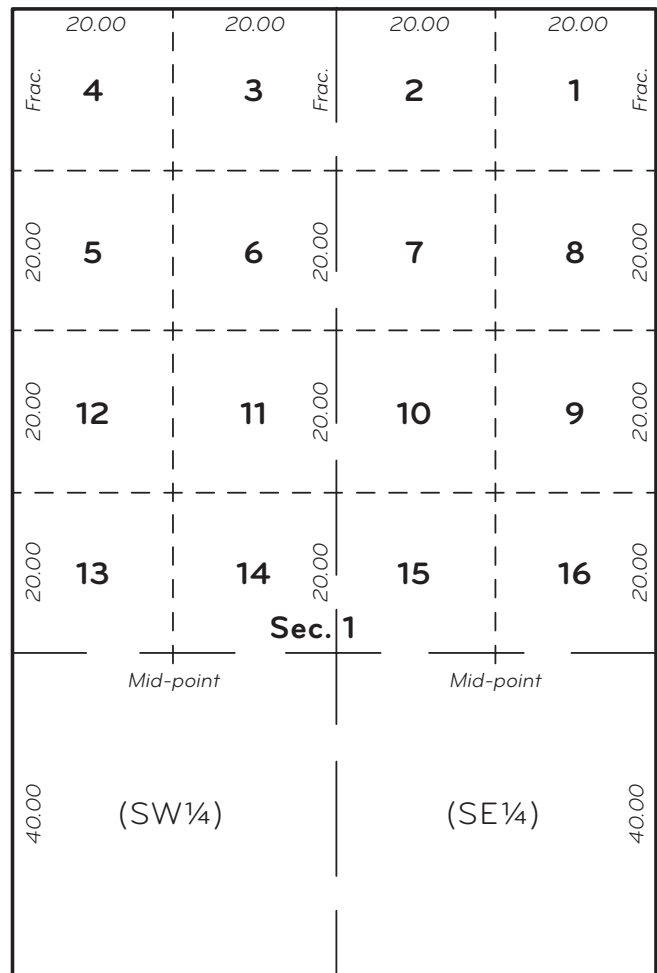 20.00 20.00 20.00 20.00
Frac. 4 3 Frac. 2 1 Frac.
20.00 5 6 20.00 7 8 20.00
20.00 12 11 20.00 10 9 20.00
20.00 13 14 20.00 15 16 20.00
Sec. 1
Mid-point Mid-point
40.00 (SW¼) (SE¼) 40.00